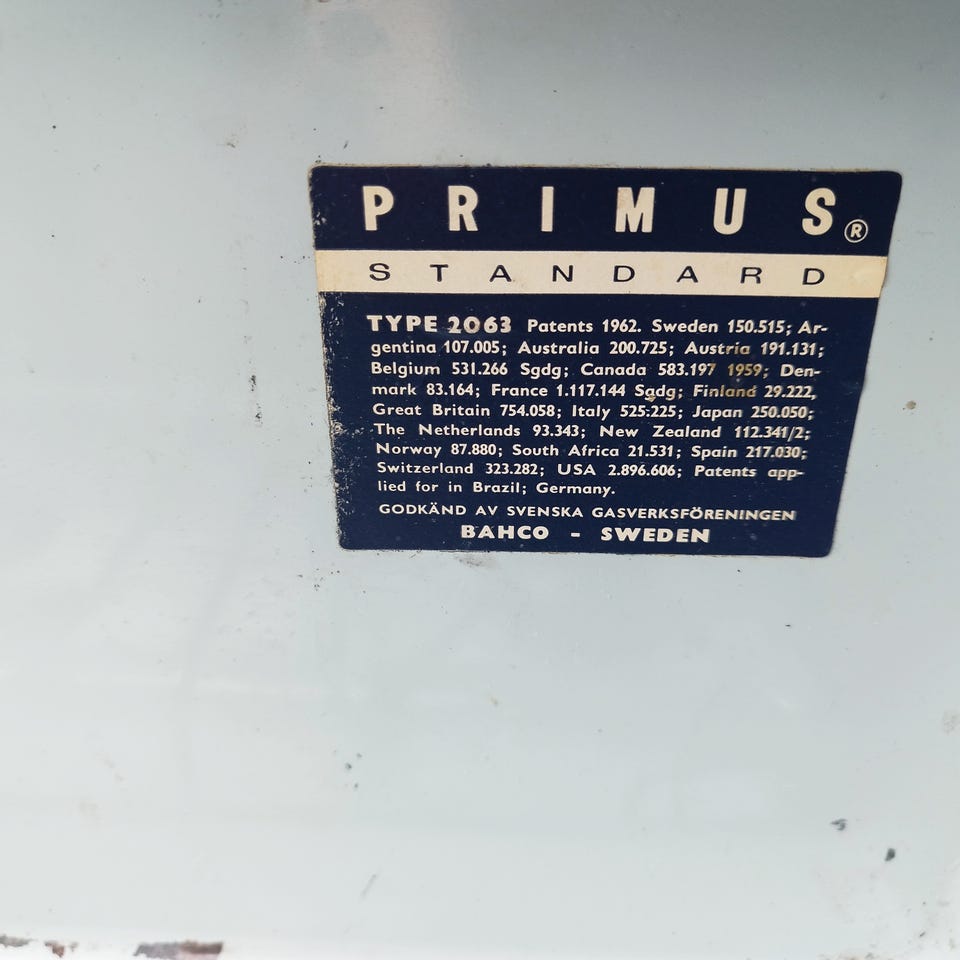 PRIMUS®
STANDARD
TYPE 2063 Patents 1962. Sweden 150.515; Ar-
gentina 107.005; Australia 200.725; Austria 191.131;
Belgium 531.266 Sgdg; Canada 583.197 1959; Den-
mark 83.164; France 1.117.144 Sgdg; Finland 29.222,
Great Britain 754.058; Italy 525.225; Japan 250.050;
The Netherlands 93.343; New Zealand 112.341/2;
Norway 87.880; South Africa 21.531; Spain 217.030;
Switzerland 323.282; USA 2.896.606; Patents app-
lied for in Brazil; Germany.
GODKÄND AV SVENSKA GASVERKSFÖRENINGEN
BAHCO - SWEDEN